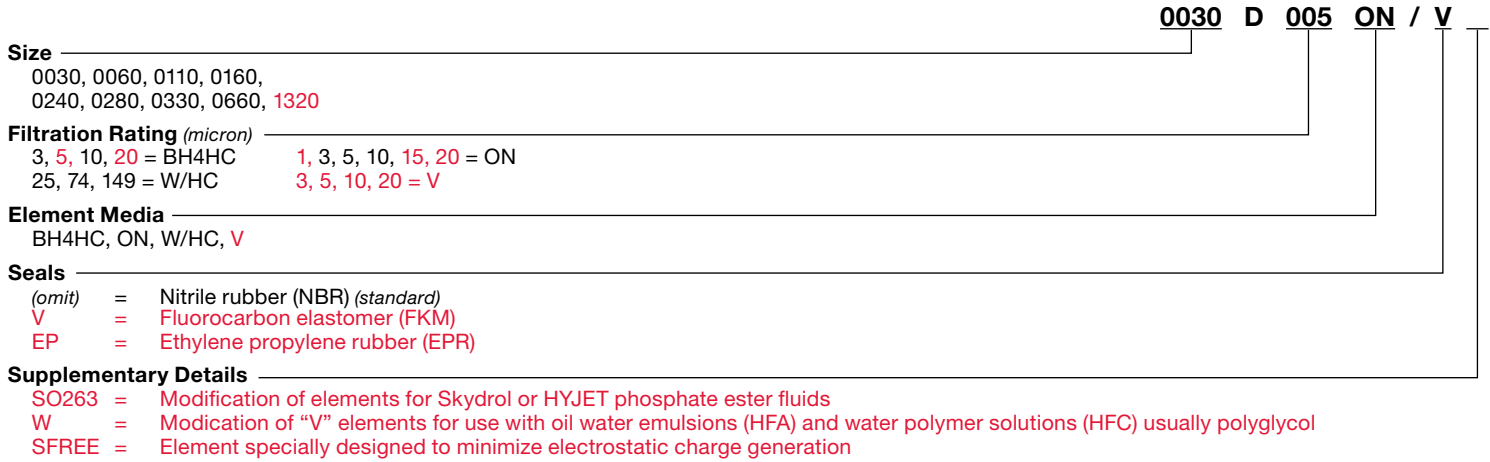 0030 D 005 ON / V _
Size
0030, 0060, 0110, 0160,
0240, 0280, 0330, 0660, 1320
Filtration Rating (micron)
3, 5, 10, 20 = BH4HC 1, 3, 5, 10, 15, 20 = ON
25, 74, 149 = W/HC 3, 5, 10, 20 = V
Element Media
BH4HC, ON, W/HC, V
Seals
(omit) = Nitrile rubber (NBR) (standard)
V = Fluorocarbon elastomer (FKM)
EP = Ethylene propylene rubber (EPR)
Supplementary Details
SO263 = Modification of elements for Skydrol or HYJET phosphate ester fluids
W = Modication of “V” elements for use with oil water emulsions (HFA) and water polymer solutions (HFC) usually polyglycol
SFREE = Element specially designed to minimize electrostatic charge generation